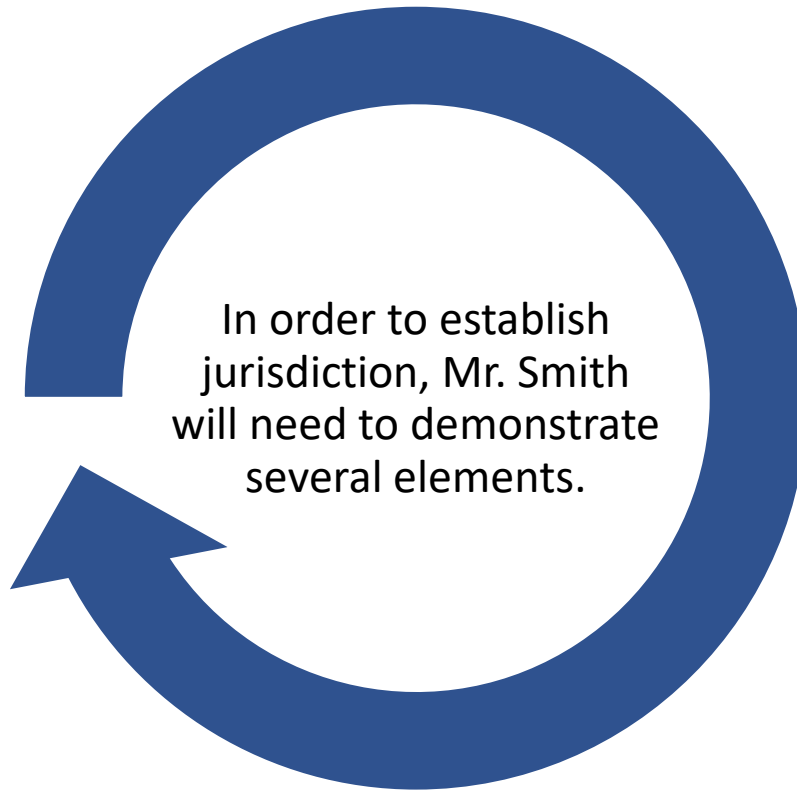 In order to establish
jurisdiction, Mr. Smith
will need to demonstrate
several elements.